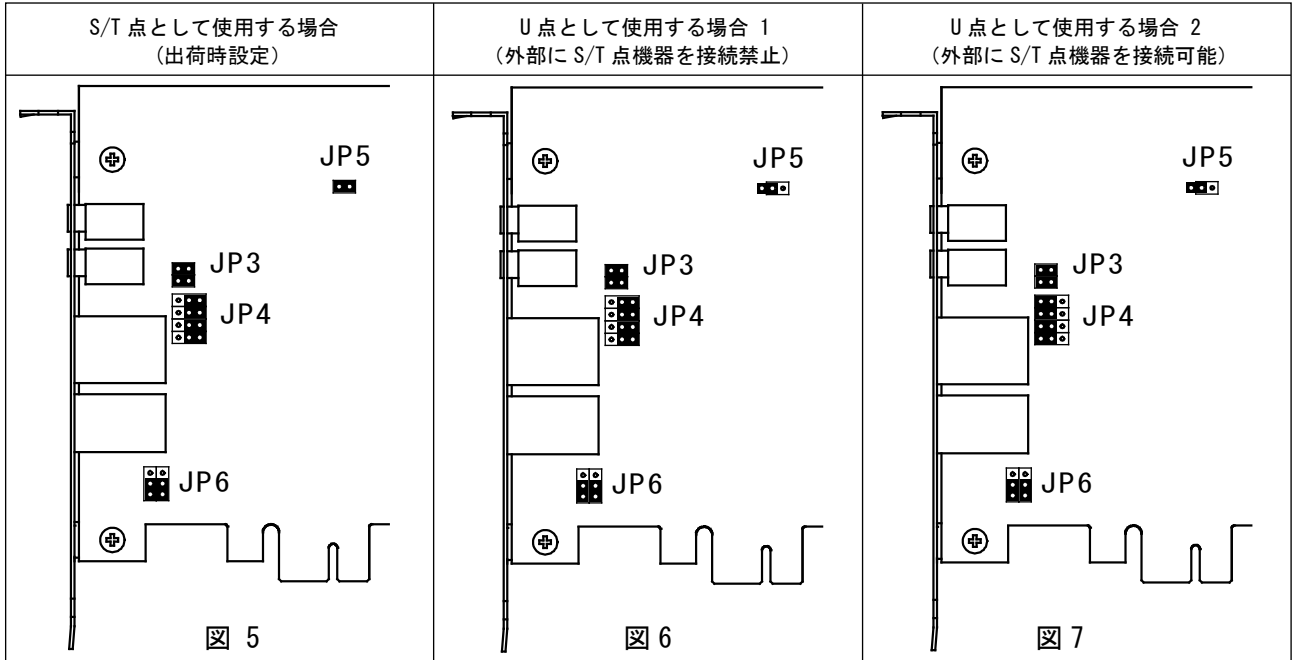 S/T 点として使用する場合
(出荷時設定)
U 点として使用する場合 1
(外部に S/T 点機器を接続禁止)
U 点として使用する場合 2
(外部に S/T 点機器を接続可能)
JP5
JP3
JP4
JP6
図 5
JP5
JP3
JP4
JP6
図 6
JP5
JP3
JP4
JP6
図 7